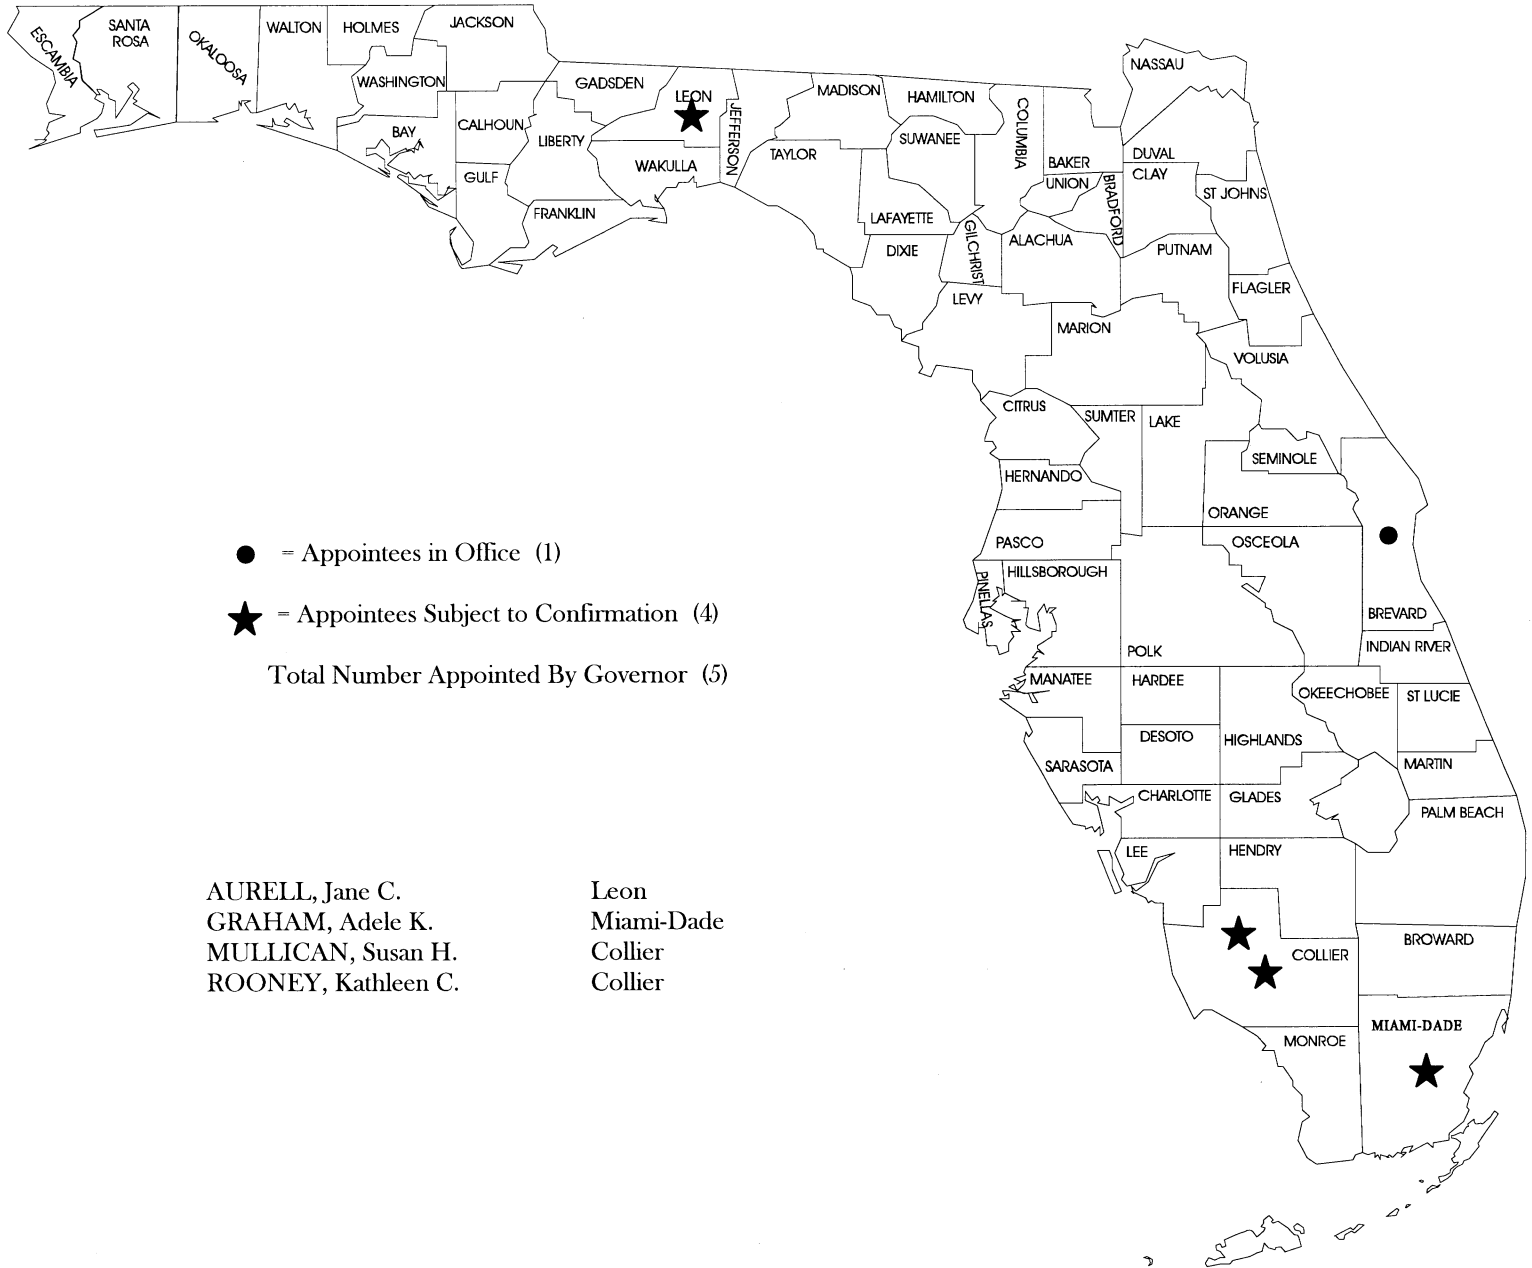 ESCAMBIA
SANTA
ROSA
OKALOOSA
WALTON
HOLMES
JACKSON
WASHINGTON
BAY
CALHOUN
GULF
GADSDEN
LIBERTY
FRANKLIN
LEON
WAKULLA
JEFFERSON
MADISON
TAYLOR
HAMILTON
SUWANEE
LAFAYETTE
DIXIE
COLUMBIA
GILCHRIST
LEVY
NASSAU
BAKER
UNION
BRADFORD
DUVAL
CLAY
ST JOHNS
ALACHUA
PUTNAM
FLAGLER
MARION
VOLUSIA
CITRUS
SUMTER
LAKE
SEMINOLE
HERNANDO
ORANGE
PASCO
OSCEOLA
HILLSBOROUGH
PINELLAS
POLK
BREVARD
INDIAN RIVER
MANATEE
HARDEE
OKEECHOBEE
ST LUCIE
DESOTO
HIGHLANDS
SARASOTA
MARTIN
CHARLOTTE
GLADES
PALM BEACH
LEE
HENDRY
COLLIER
BROWARD
MIAMI-DADE
MONROE
= Appointees in Office (1)
= Appointees Subject to Confirmation (4)
Total Number Appointed By Governor (5)
AURELL, Jane C. Leon
GRAHAM, Adele K. Miami-Dade
MULLICAN, Susan H. Collier
ROONEY, Kathleen C. Collier